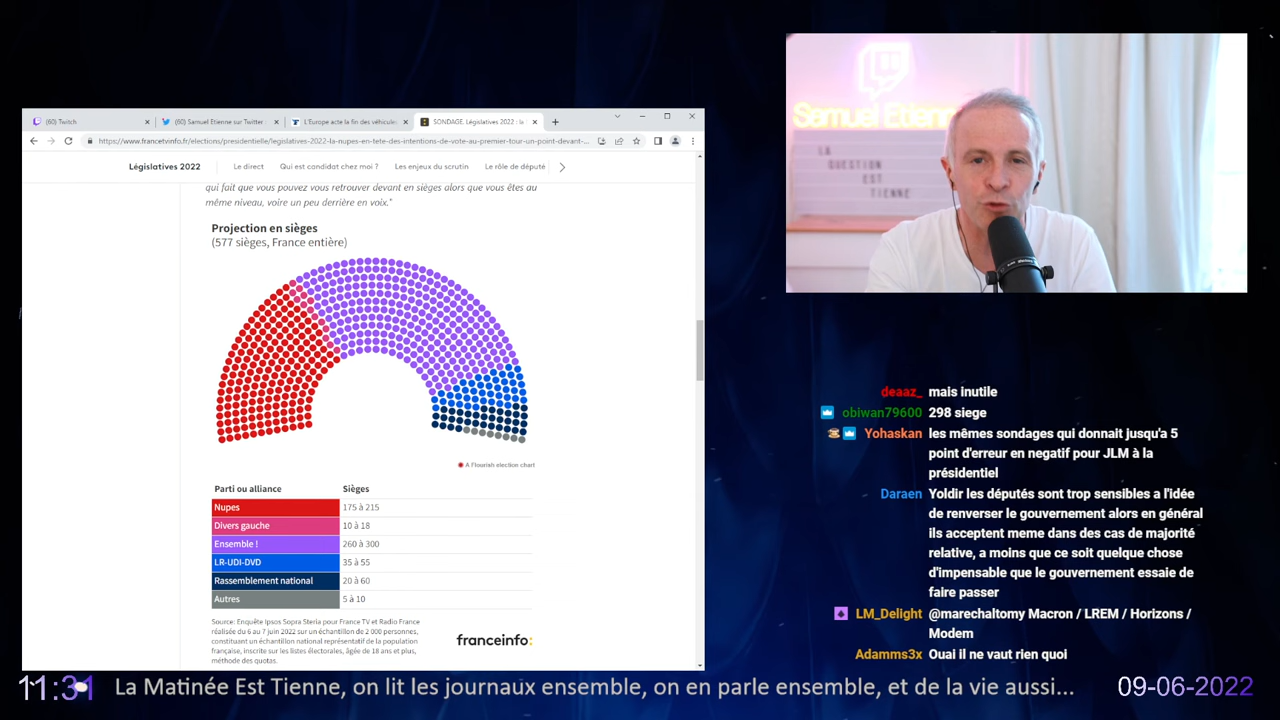 (60) Twitch
(60) Samuel Etienne sur Twitter :
L'Europe acte la fin des véhicules
SONDAGE. Législatives 2022 : la
https://www.francetvinfo.fr/elections/presidentielle/legislatives-2022-la-nupes-en-tete-des-intentions-de-vote-au-premier-tour-un-point-devant-...
Législatives 2022
Le direct
Qui est candidat chez moi ?
Les enjeux du scrutin
Le rôle de député
qui fait que vous pouvez vous retrouver devant en sièges alors que vous êtes au
même niveau, voire un peu derrière en voix."
Projection en sièges
(577 sièges, France entière)
A Flourish election chart
Parti ou alliance Sièges
Nupes 175 à 215
Divers gauche 10 à 18
Ensemble ! 260 à 300
LR-UDI-DVD 35 à 55
Rassemblement national 20 à 60
Autres 5 à 10
Source: Enquête Ipsos Sopra Steria pour France TV et Radio France
réalisée du 6 au 7 juin 2022 sur un échantillon de 2 000 personnes,
constituant un échantillon national représentatif de la population
française, inscrite sur les listes électorales, âgée de 18 ans et plus,
méthode des quotas.
franceinfo:
Samuel Etienn
LA
QUESTION
EST
TIENNE
deaaz_ mais inutile
obiwan79600 298 siege
Yohaskan les mêmes sondages qui donnait jusqu'a 5
point d'erreur en negatif pour JLM à la
présidentiel
Daraen Yoldir les députés sont trop sensibles a l'idée
de renverser le gouvernement alors en général
ils acceptent meme dans des cas de majorité
relative, a moins que ce soit quelque chose
d'impensable que le gouvernement essaie de
faire passer
LM_Delight @marechaltomy Macron / LREM / Horizons /
Modem
Adamms3x Ouai il ne vaut rien quoi
11:31
La Matinée Est Tienne, on lit les journaux ensemble, on en parle ensemble, et de la vie aussi...
09-06-2022